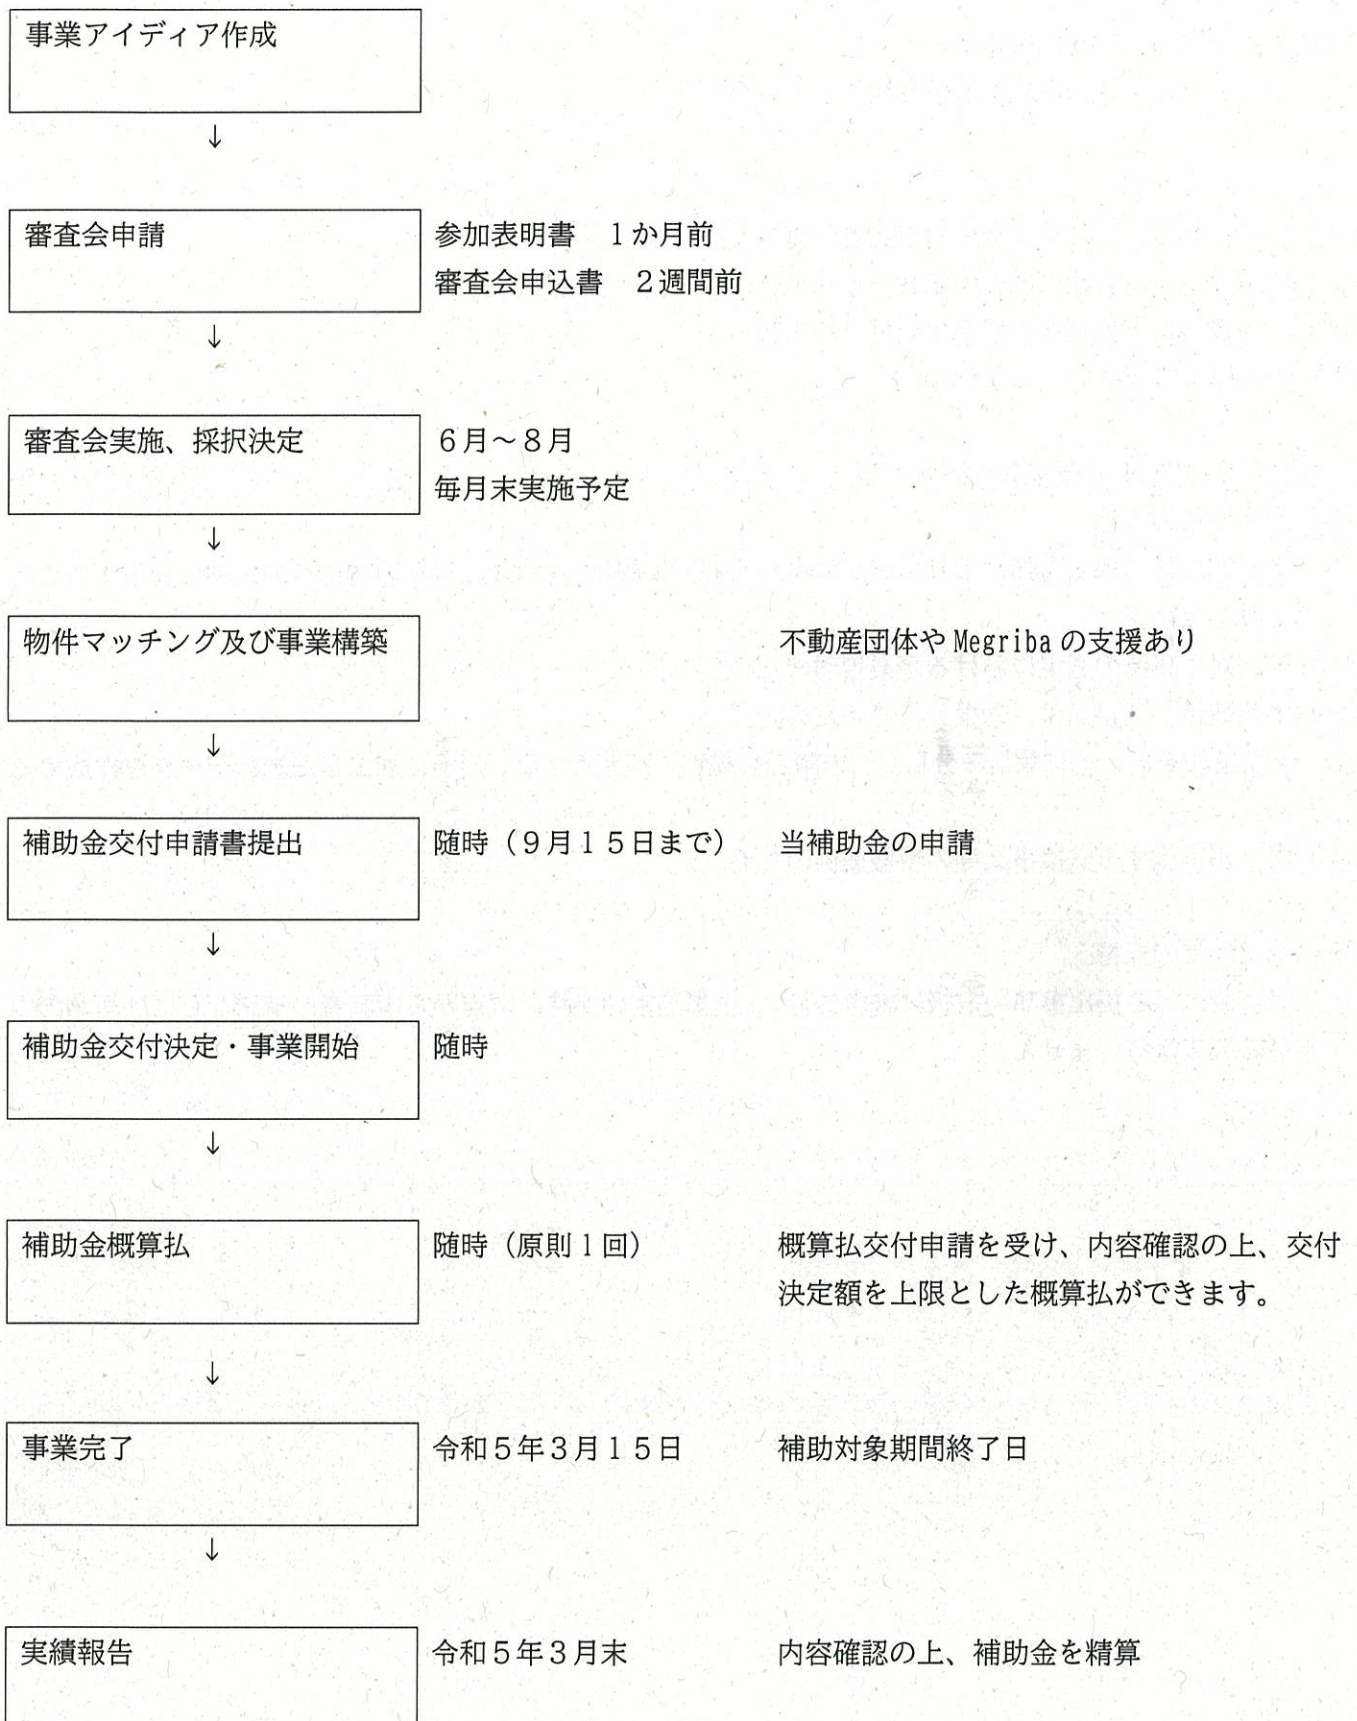 事業アイディア作成
↓
審査会申請
参加表明書　１か月前
審査会申込書　２週間前
↓
審査会実施、採択決定
６月～８月
毎月末実施予定
↓
物件マッチング及び事業構築
不動産団体や Megriba の支援あり
↓
補助金交付申請書提出
随時（９月１５日まで）
当補助金の申請
↓
補助金交付決定・事業開始
随時
↓
補助金概算払
随時（原則１回）
概算払交付申請を受け、内容確認の上、交付
決定額を上限とした概算払ができます。
↓
事業完了
令和５年３月１５日
補助対象期間終了日
↓
実績報告
令和５年３月末
内容確認の上、補助金を精算